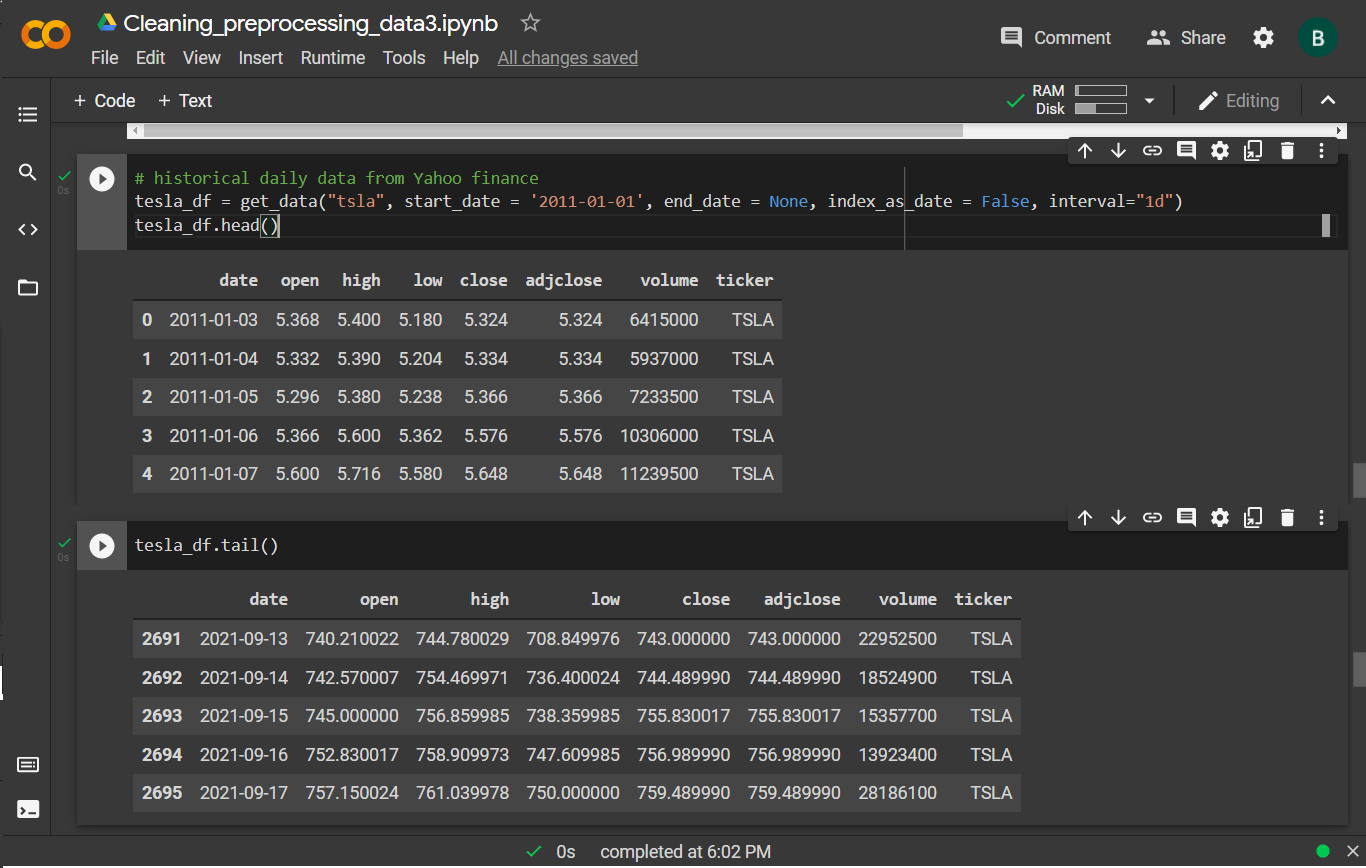 Cleaning_preprocessing_data3.ipynb
File Edit View Insert Runtime Tools Help All changes saved
Comment Share B
+ Code + Text
RAM
Disk
Editing
0s
# historical daily data from Yahoo finance
tesla_df = get_data("tsla", start_date = '2011-01-01', end_date = None, index_as_date = False, interval="1d")
tesla_df.head()
date open high low close adjclose volume ticker
0 2011-01-03 5.368 5.400 5.180 5.324 5.324 6415000 TSLA
1 2011-01-04 5.332 5.390 5.204 5.334 5.334 5937000 TSLA
2 2011-01-05 5.296 5.380 5.238 5.366 5.366 7233500 TSLA
3 2011-01-06 5.366 5.600 5.362 5.576 5.576 10306000 TSLA
4 2011-01-07 5.600 5.716 5.580 5.648 5.648 11239500 TSLA
0s
tesla_df.tail()
date open high low close adjclose volume ticker
2691 2021-09-13 740.210022 744.780029 708.849976 743.000000 743.000000 22952500 TSLA
2692 2021-09-14 742.570007 754.469971 736.400024 744.489990 744.489990 18524900 TSLA
2693 2021-09-15 745.000000 756.859985 738.359985 755.830017 755.830017 15357700 TSLA
2694 2021-09-16 752.830017 758.909973 747.609985 756.989990 756.989990 13923400 TSLA
2695 2021-09-17 757.150024 761.039978 750.000000 759.489990 759.489990 28186100 TSLA
0s completed at 6:02 PM